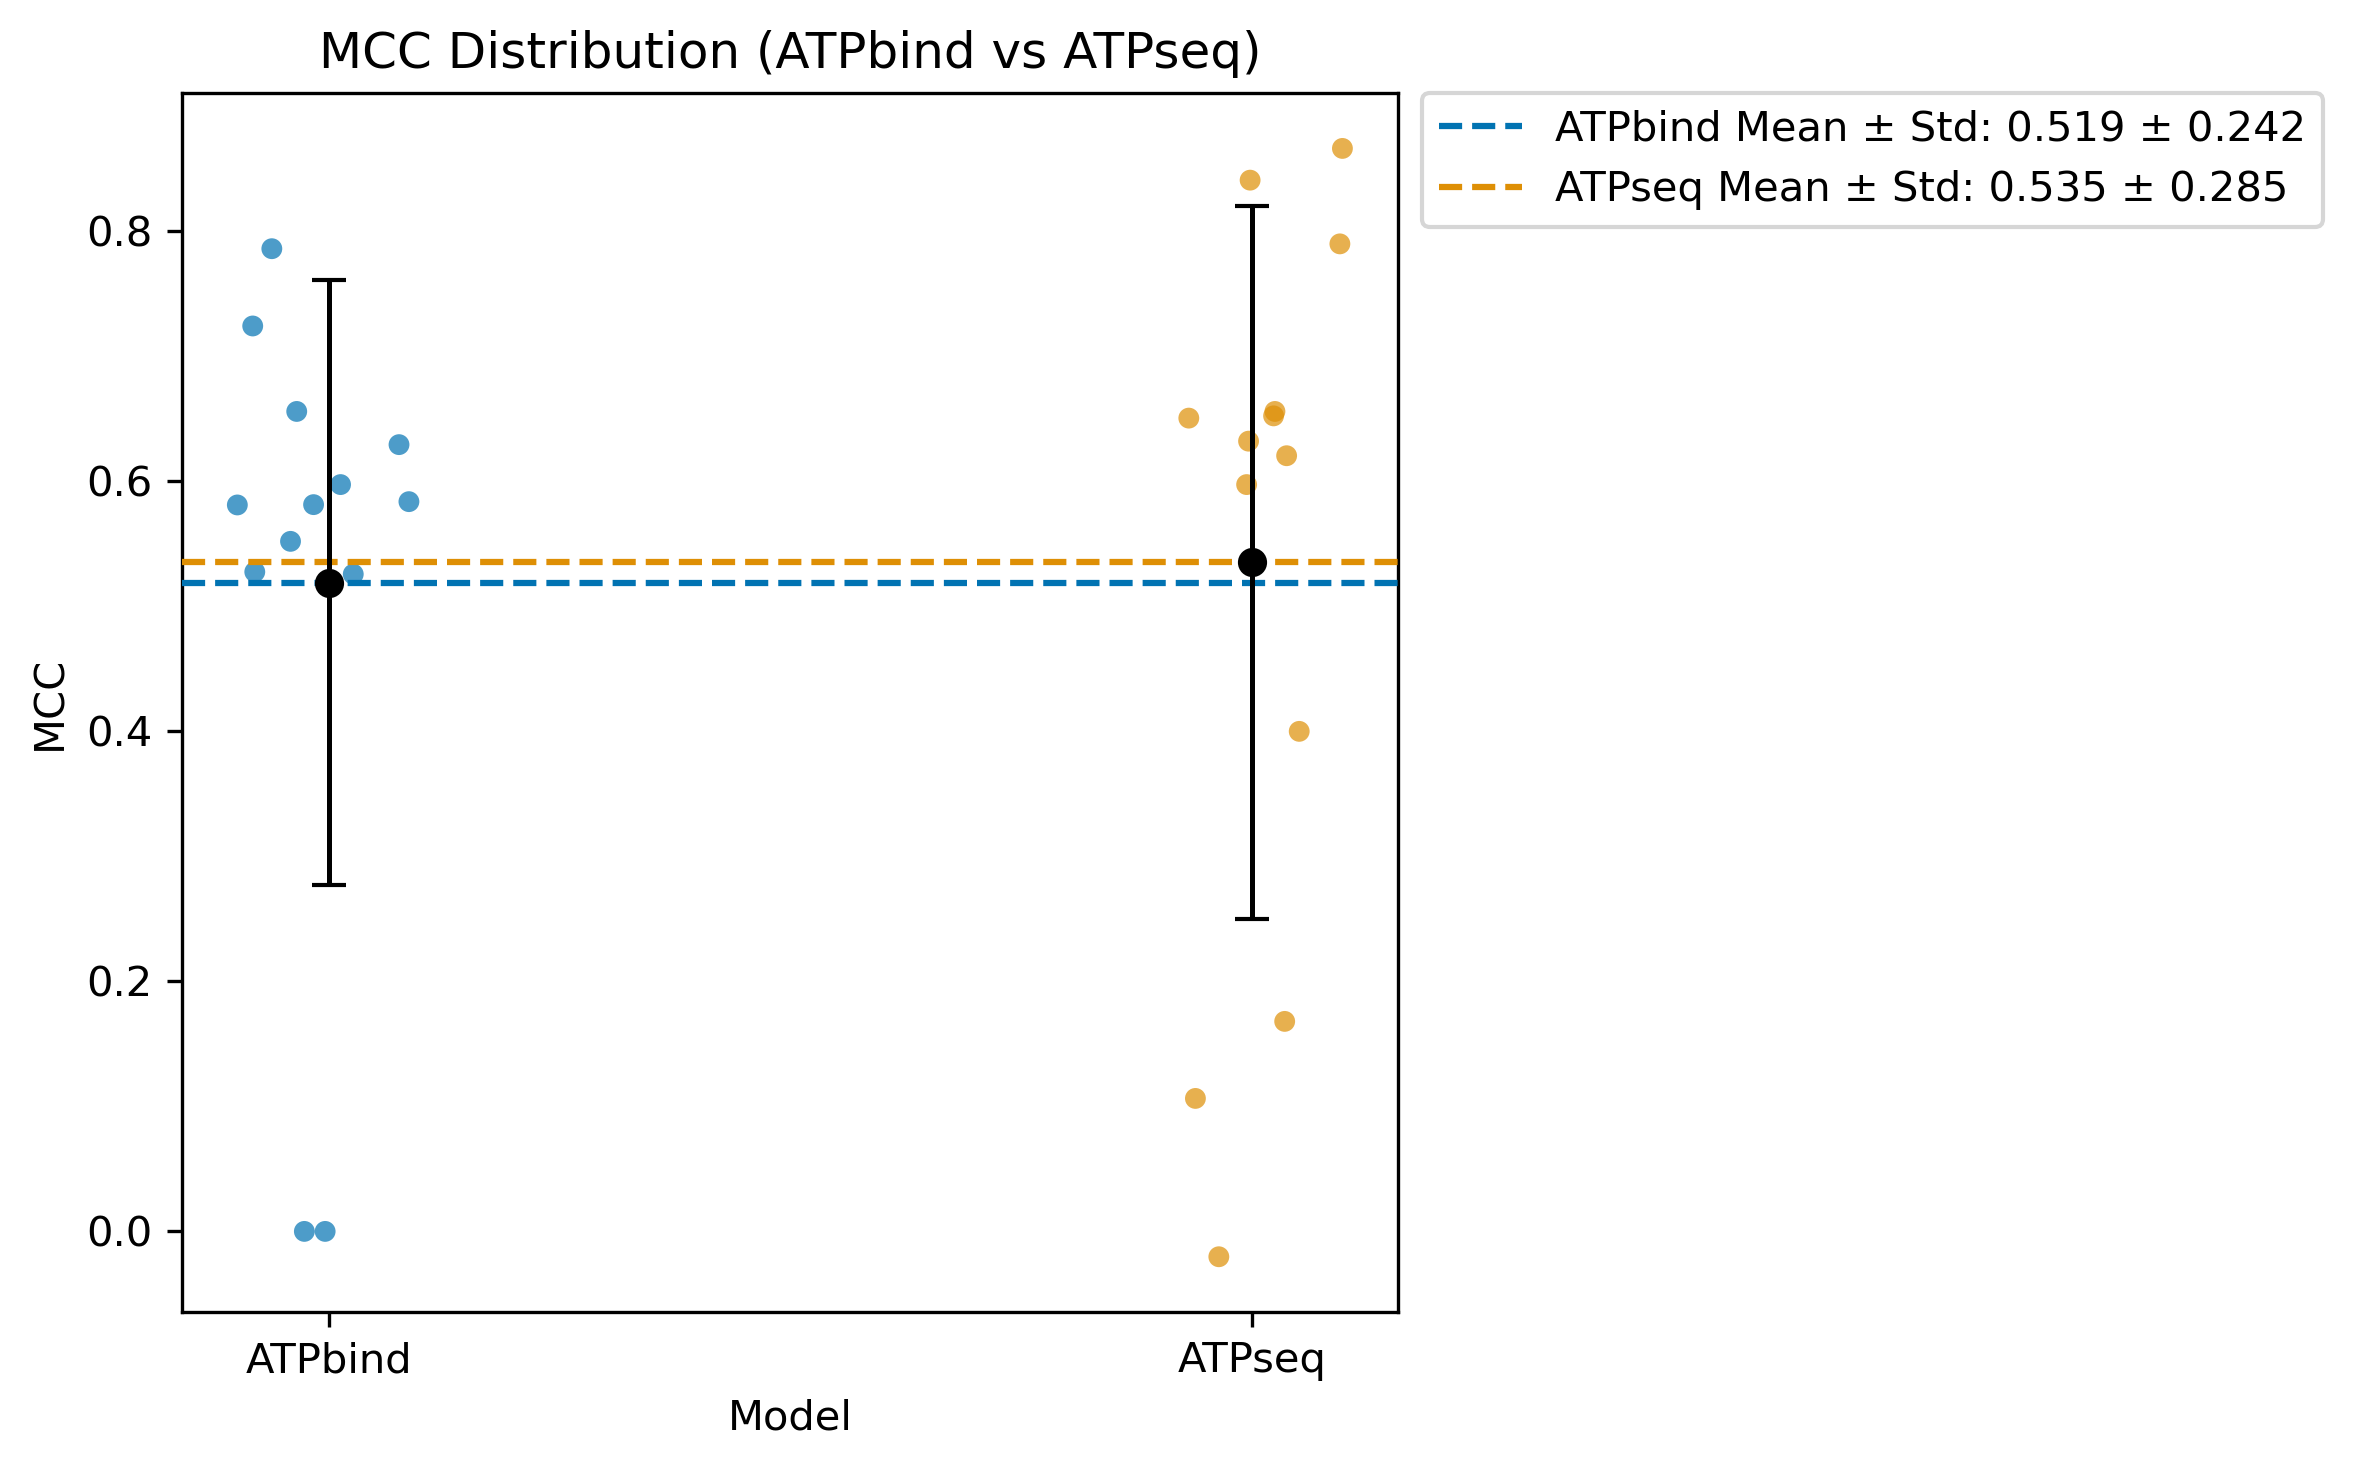 MCC Distribution (ATPbind vs ATPseq)
ATPbind Mean ± Std: 0.519 ± 0.242
ATPseq Mean ± Std: 0.535 ± 0.285
MCC
0.8
0.6
0.4
0.2
0.0
ATPbind
ATPseq
Model